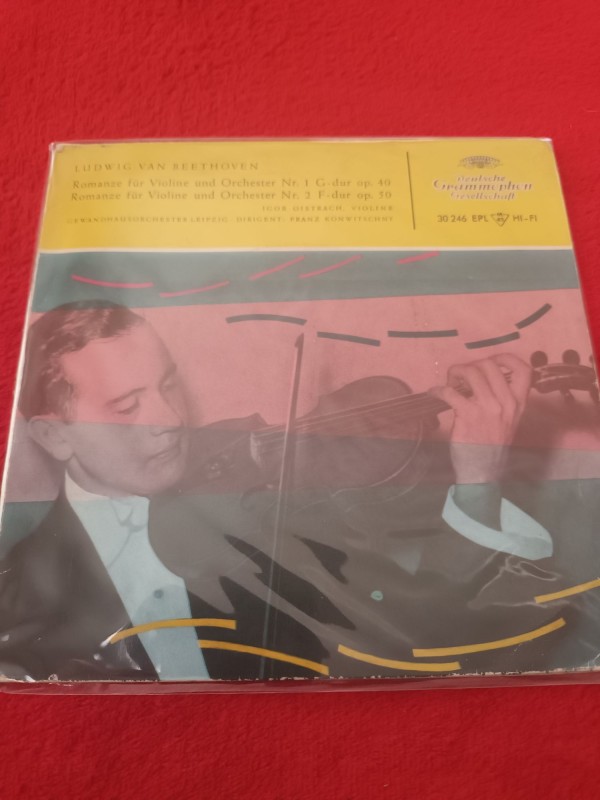 LUDWIG VAN BEETHOVEN
Romanze für Violine und Orchester Nr. 1 G-dur op. 40
Romanze für Violine und Orchester Nr. 2 F-dur op. 50
IGOR OISTRACH, VIOLINE
GEWANDHAUSORCHESTER LEIPZIG · DIRIGENT: FRANZ KONWITSCHNY
Deutsche
Grammophon
Gesellschaft
30 246 EPL HI-FI